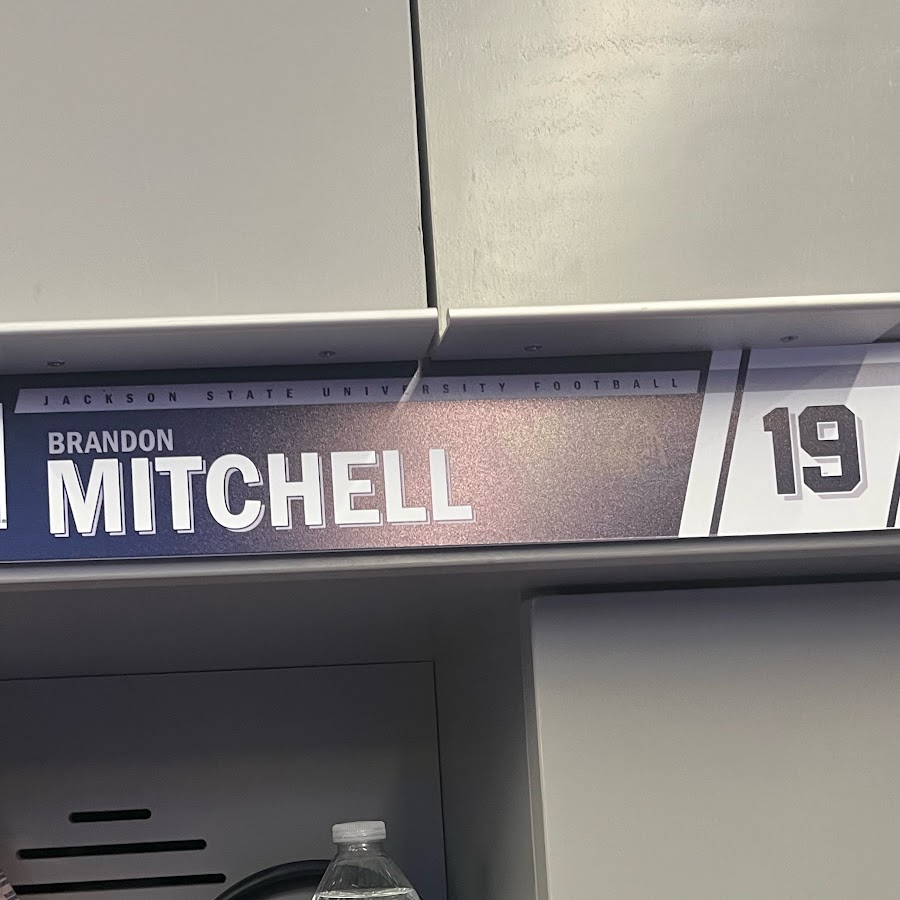 JACKSON STATE UNIVERSITY FOOTBALL
BRANDON
MITCHELL
19